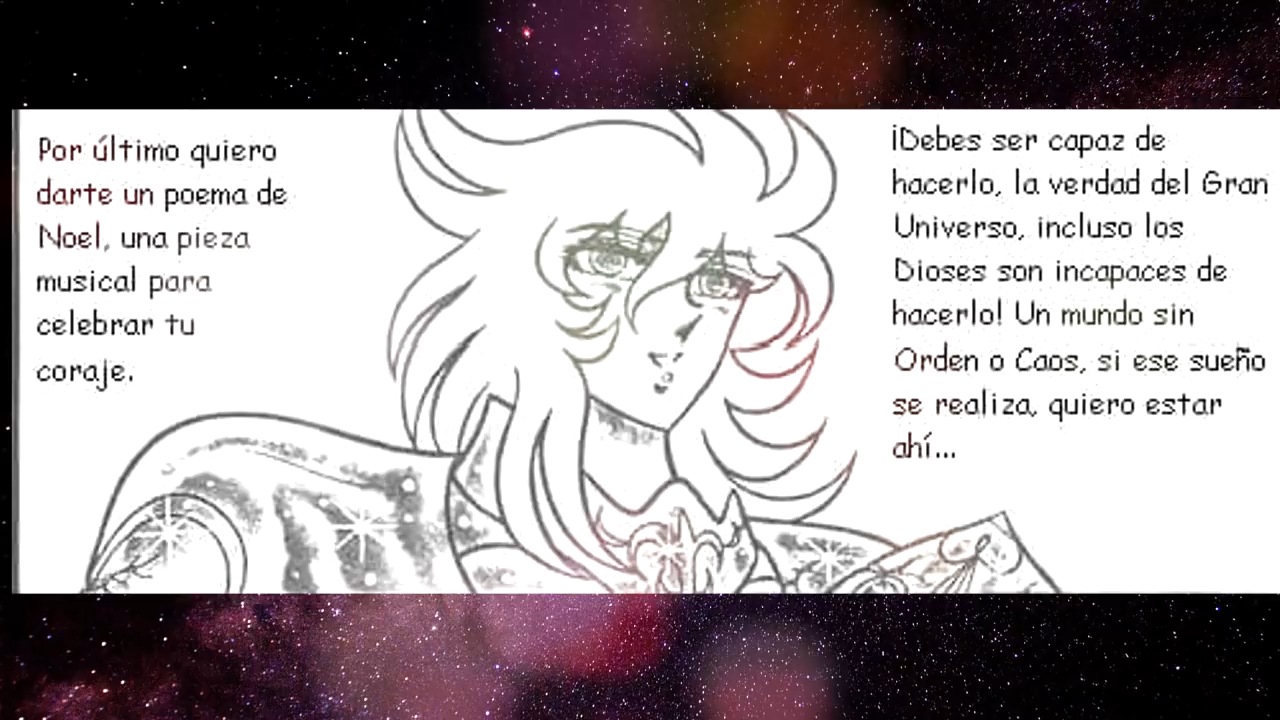 Por último quiero
darte un poema de
Noel, una pieza
musical para
celebrar tu
coraje.
¡Debes ser capaz de
hacerlo, la verdad del Gran
Universo, incluso los
Dioses son incapaces de
hacerlo! Un mundo sin
Orden o Caos, si ese sueño
se realiza, quiero estar
ahí...